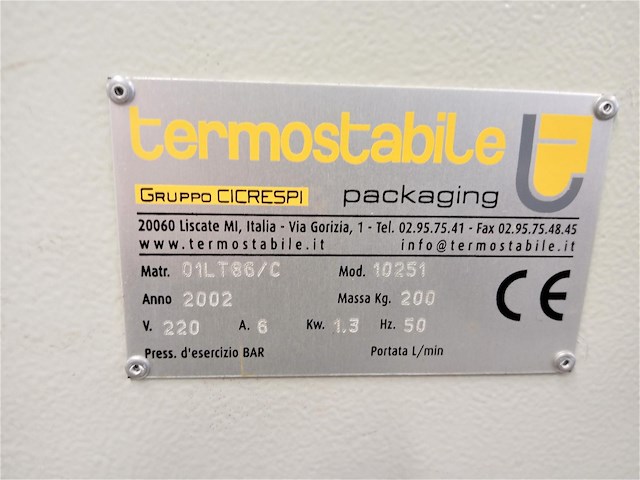 termostabile
GRUPPO CICRESPI packaging
20060 Liscate MI, Italia - Via Gorizia, 1 - Tel. 02.95.75.41 - Fax 02.95.75.48.45
www.termostabile.it info@termostabile.it
Matr. 01LT86/C Mod. 10251
Anno 2002 Massa Kg. 200
V. 220 A. 6 Kw. 1.3 Hz. 50
Press. d'esercizio BAR Portata L/min
CE